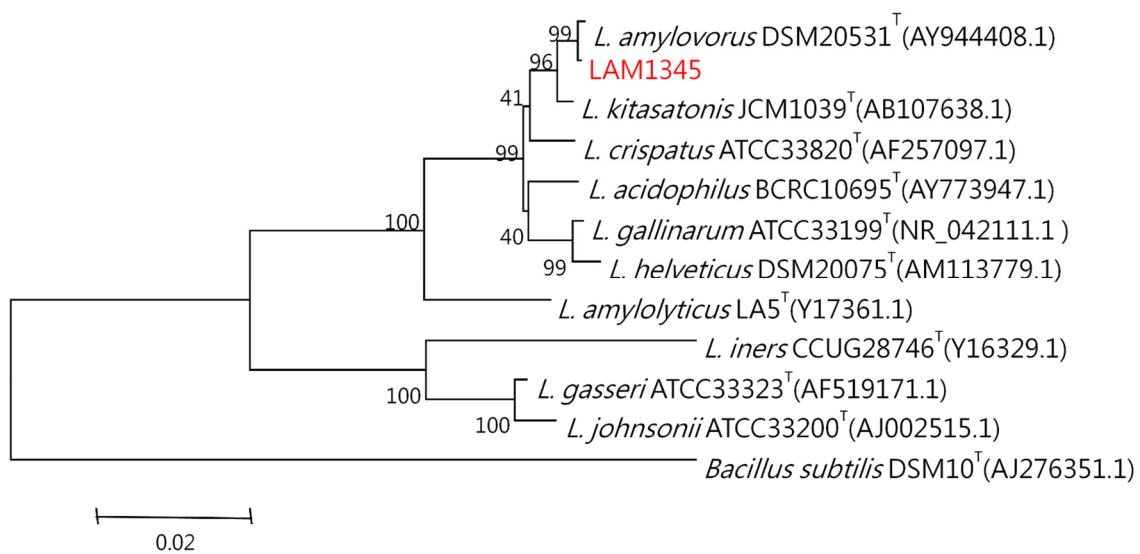 99
L. amylovorus DSM20531T(AY944408.1)
96
LAM1345
41
L. kitasatonis JCM1039T(AB107638.1)
99
L. crispatus ATCC33820T(AF257097.1)
L. acidophilus BCRC10695T(AY773947.1)
100
40
L. gallinarum ATCC33199T(NR_042111.1 )
99
L. helveticus DSM20075T(AM113779.1)
L. amylolyticus LA5T(Y17361.1)
L. iners CCUG28746T(Y16329.1)
100
L. gasseri ATCC33323T(AF519171.1)
100
L. johnsonii ATCC33200T(AJ002515.1)
Bacillus subtilis DSM10T(AJ276351.1)
0.02